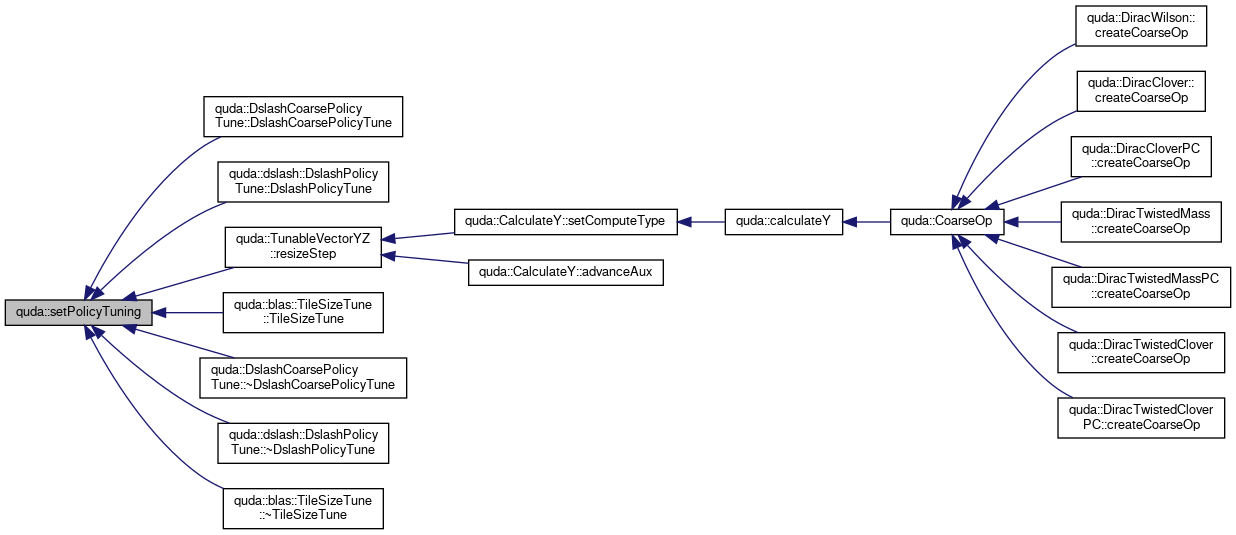 quda::setPolicyTuning
quda::DslashCoarsePolicy
Tune::DslashCoarsePolicyTune
quda::dslash::DslashPolicy
Tune::DslashPolicyTune
quda::TunableVectorYZ
::resizeStep
quda::blas::TileSizeTune
::TileSizeTune
quda::DslashCoarsePolicy
Tune::~DslashCoarsePolicyTune
quda::dslash::DslashPolicy
Tune::~DslashPolicyTune
quda::blas::TileSizeTune
::~TileSizeTune
quda::CalculateY::setComputeType
quda::CalculateY::advanceAux
quda::calculateY
quda::CoarseOp
quda::DiracWilson::
createCoarseOp
quda::DiracClover::
createCoarseOp
quda::DiracCloverPC
::createCoarseOp
quda::DiracTwistedMass
::createCoarseOp
quda::DiracTwistedMassPC
::createCoarseOp
quda::DiracTwistedClover
::createCoarseOp
quda::DiracTwistedClover
PC::createCoarseOp